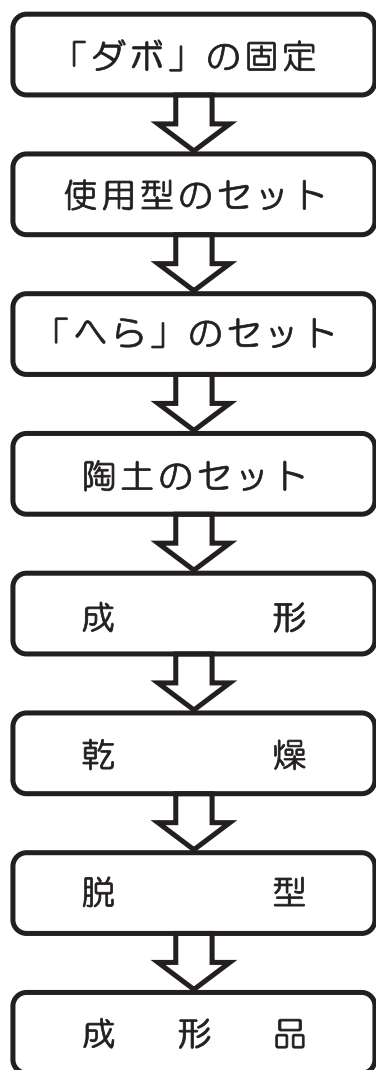 「ダボ」の固定
使用型のセット
「へら」のセット
陶土のセット
成形
乾燥
脱型
成形品